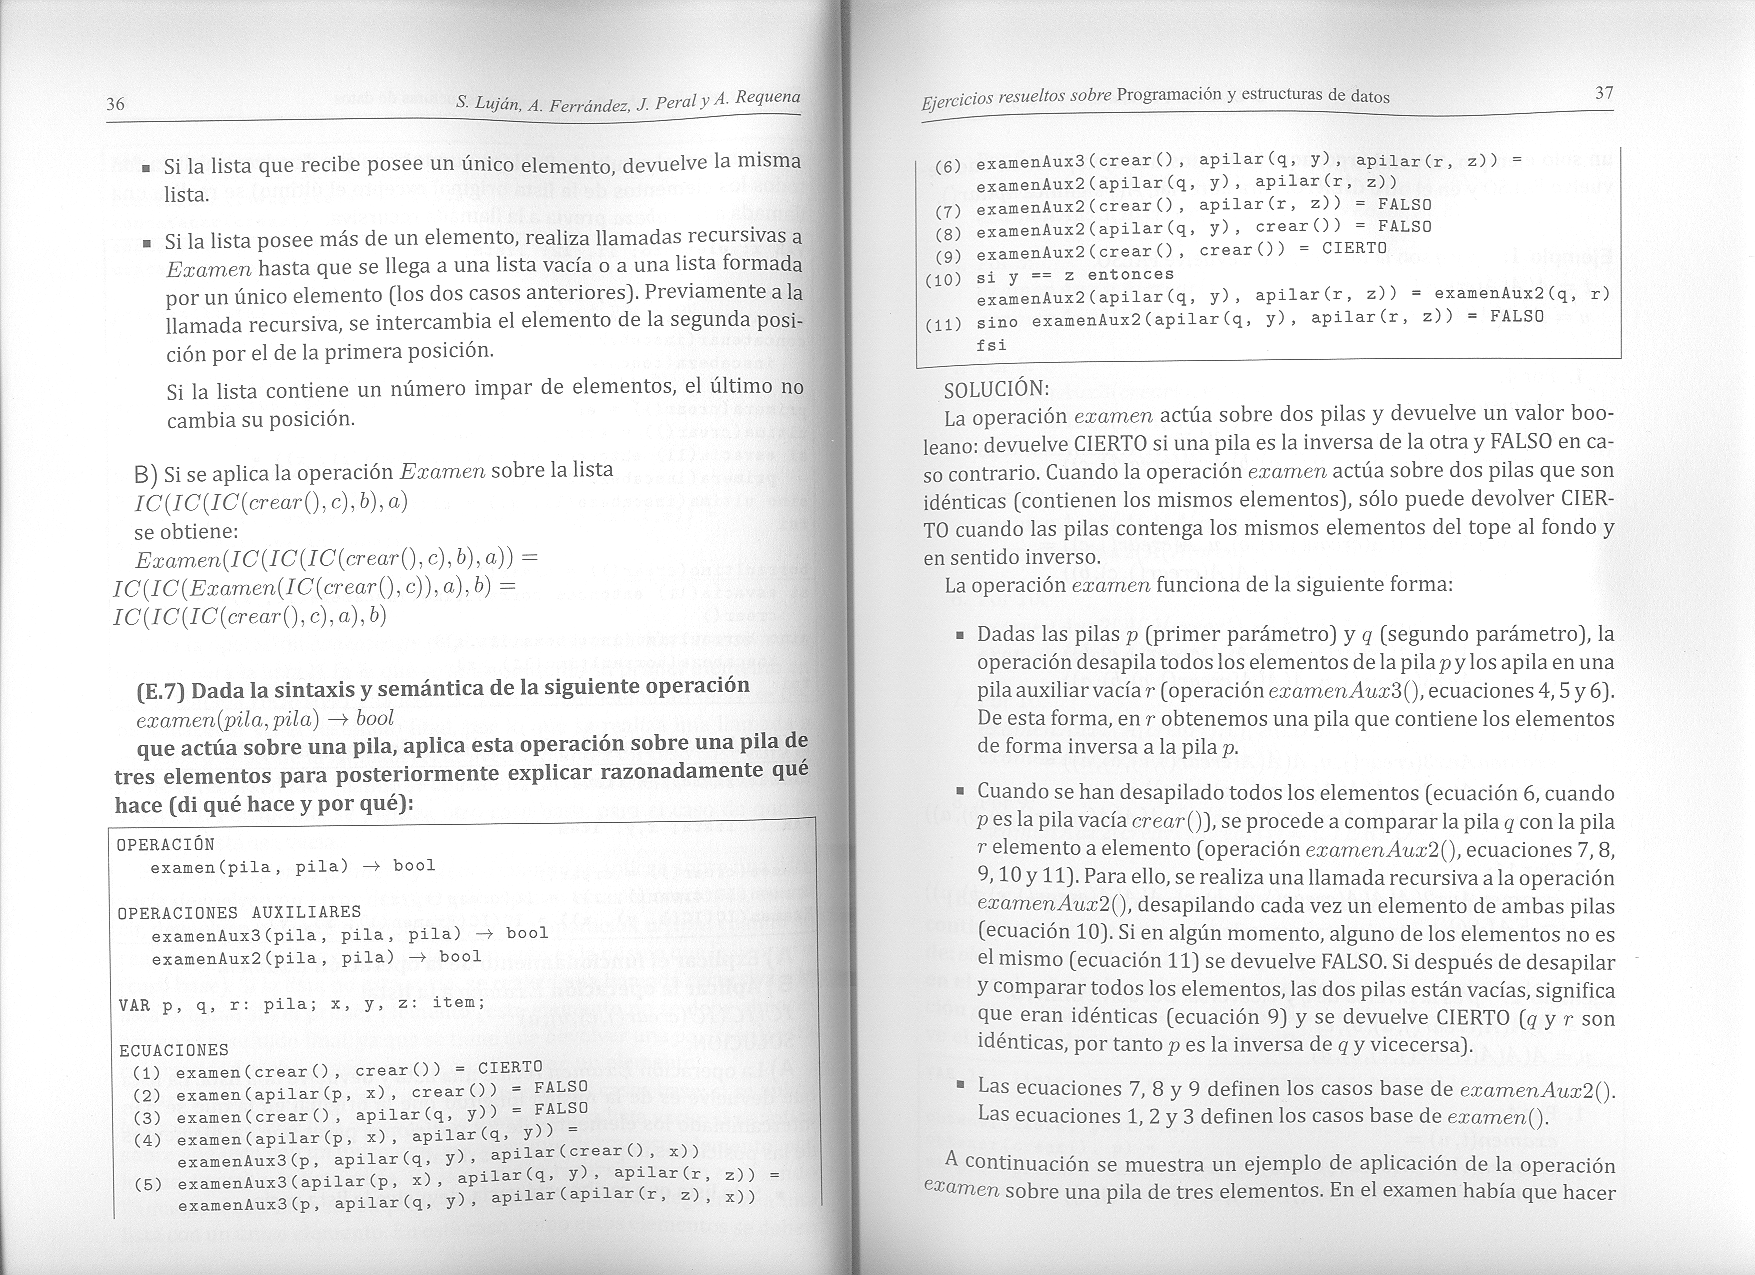 36
S. Luján, A. Ferrández, J. Peral y A. Requena
▪ Si la lista que recibe posee un único elemento, devuelve la misma
lista.
▪ Si la lista posee más de un elemento, realiza llamadas recursivas a
Examen hasta que se llega a una lista vacía o a una lista formada
por un único elemento (los dos casos anteriores). Previamente a la
llamada recursiva, se intercambia el elemento de la segunda posi-
ción por el de la primera posición.
Si la lista contiene un número impar de elementos, el último no
cambia su posición.
B) Si se aplica la operación Examen sobre la lista
IC(IC(IC(crear(), c), b), a)
se obtiene:
Examen(IC(IC(IC(crear(), c), b), a)) =
IC(IC(Examen(IC(crear(), c)), a), b) =
IC(IC(IC(crear(), c), a), b)
(E.7) Dada la sintaxis y semántica de la siguiente operación
examen(pila, pila) → bool
que actúa sobre una pila, aplica esta operación sobre una pila de
tres elementos para posteriormente explicar razonadamente qué
hace (di qué hace y por qué):
OPERACIÓN
examen(pila, pila) → bool
OPERACIONES AUXILIARES
examenAux3(pila, pila, pila) → bool
examenAux2(pila, pila) → bool
VAR p, q, r: pila; x, y, z: item;
ECUACIONES
(1) examen(crear(), crear()) = CIERTO
(2) examen(apilar(p, x), crear()) = FALSO
(3) examen(crear(), apilar(q, y)) = FALSO
(4) examen(apilar(p, x), apilar(q, y)) =
examenAux3(p, apilar(q, y), apilar(crear(), x))
(5) examenAux3(apilar(p, x), apilar(q, y), apilar(r, z)) =
examenAux3(p, apilar(q, y), apilar(apilar(r, z), x))
Ejercicios resueltos sobre Programación y estructuras de datos
37
(6) examenAux3(crear(), apilar(q, y), apilar(r, z)) =
examenAux2(apilar(q, y), apilar(r, z))
(7) examenAux2(crear(), apilar(r, z)) = FALSO
(8) examenAux2(apilar(q, y), crear()) = FALSO
(9) examenAux2(crear(), crear()) = CIERTO
(10) si y == z entonces
examenAux2(apilar(q, y), apilar(r, z)) = examenAux2(q, r)
(11) sino examenAux2(apilar(q, y), apilar(r, z)) = FALSO
fsi
SOLUCIÓN:
La operación examen actúa sobre dos pilas y devuelve un valor boo-
leano: devuelve CIERTO si una pila es la inversa de la otra y FALSO en ca-
so contrario. Cuando la operación examen actúa sobre dos pilas que son
idénticas (contienen los mismos elementos), sólo puede devolver CIER-
TO cuando las pilas contenga los mismos elementos del tope al fondo y
en sentido inverso.
La operación examen funciona de la siguiente forma:
▪ Dadas las pilas p (primer parámetro) y q (segundo parámetro), la
operación desapila todos los elementos de la pila p y los apila en una
pila auxiliar vacía r (operación examenAux3(), ecuaciones 4, 5 y 6).
De esta forma, en r obtenemos una pila que contiene los elementos
de forma inversa a la pila p.
▪ Cuando se han desapilado todos los elementos (ecuación 6, cuando
p es la pila vacía crear()), se procede a comparar la pila q con la pila
r elemento a elemento (operación examenAux2(), ecuaciones 7, 8,
9, 10 y 11). Para ello, se realiza una llamada recursiva a la operación
examenAux2(), desapilando cada vez un elemento de ambas pilas
(ecuación 10). Si en algún momento, alguno de los elementos no es
el mismo (ecuación 11) se devuelve FALSO. Si después de desapilar
y comparar todos los elementos, las dos pilas están vacías, significa
que eran idénticas (ecuación 9) y se devuelve CIERTO (q y r son
idénticas, por tanto p es la inversa de q y vicecersa).
▪ Las ecuaciones 7, 8 y 9 definen los casos base de examenAux2().
Las ecuaciones 1, 2 y 3 definen los casos base de examen().
A continuación se muestra un ejemplo de aplicación de la operación
examen sobre una pila de tres elementos. En el examen había que hacer